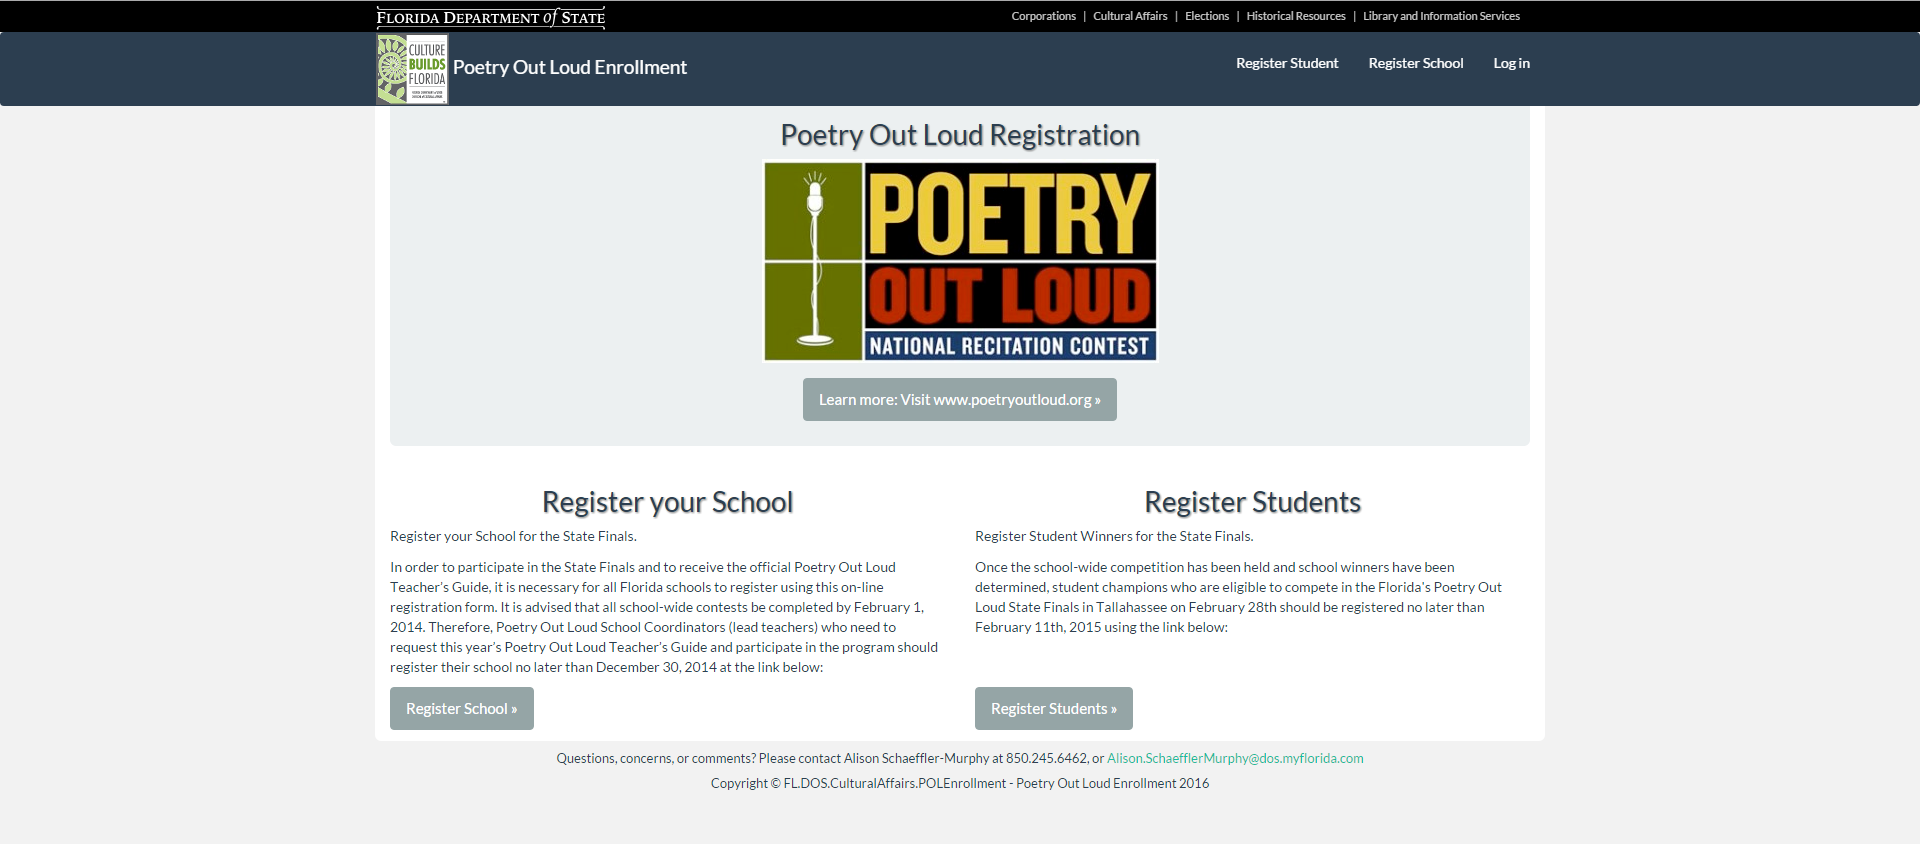 FLORIDA DEPARTMENT of STATE
Corporations | Cultural Affairs | Elections | Historical Resources | Library and Information Services
CULTURE
BUILDS
FLORIDA
Poetry Out Loud Enrollment
Register Student Register School Log in
Poetry Out Loud Registration
POETRY
OUT LOUD
NATIONAL RECITATION CONTEST
Learn more: Visit www.poetryoutloud.org »
Register your School
Register your School for the State Finals.
In order to participate in the State Finals and to receive the official Poetry Out Loud
Teacher's Guide, it is necessary for all Florida schools to register using this on-line
registration form. It is advised that all school-wide contests be completed by February 1,
2014. Therefore, Poetry Out Loud School Coordinators (lead teachers) who need to
request this year's Poetry Out Loud Teacher's Guide and participate in the program should
register their school no later than December 30, 2014 at the link below:
Register School »
Register Students
Register Student Winners for the State Finals.
Once the school-wide competition has been held and school winners have been
determined, student champions who are eligible to compete in the Florida's Poetry Out
Loud State Finals in Tallahassee on February 28th should be registered no later than
February 11th, 2015 using the link below:
Register Students »
Questions, concerns, or comments? Please contact Alison Schaeffler-Murphy at 850.245.6462, or Alison.SchaefflerMurphy@dos.myflorida.com
Copyright © FL.DOS.CulturalAffairs.POLEnrollment - Poetry Out Loud Enrollment 2016